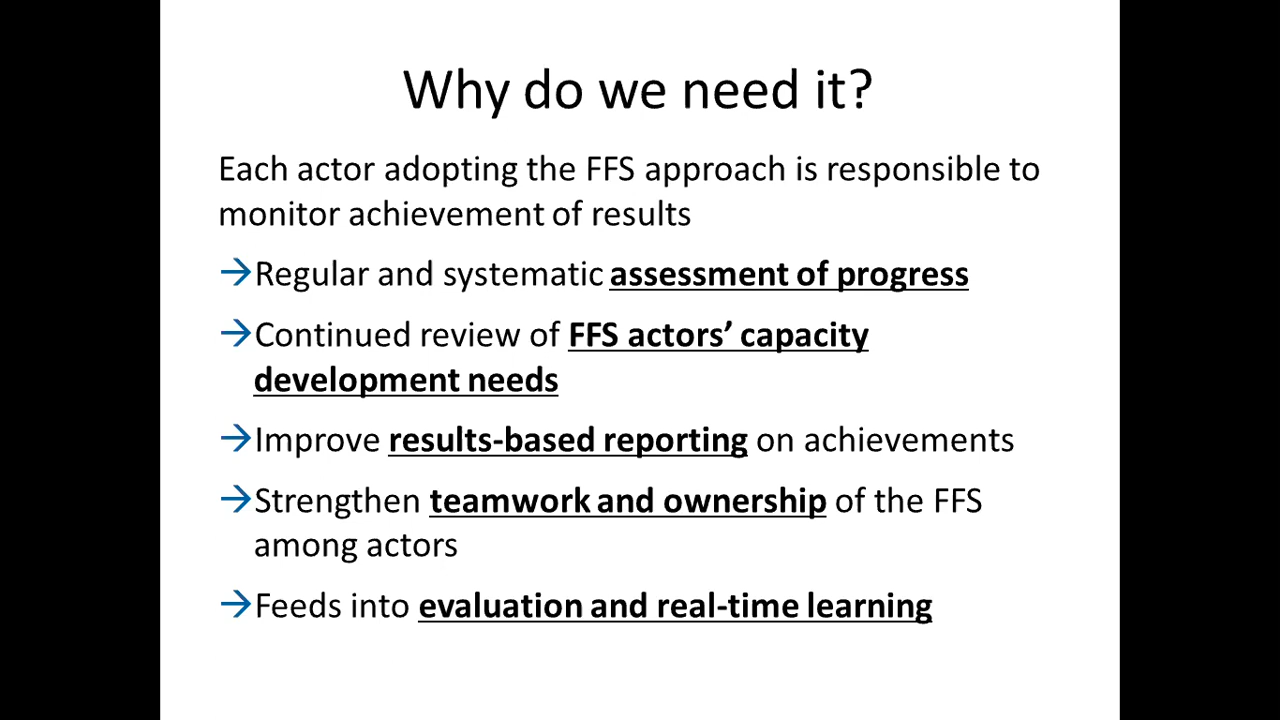 Why do we need it?
Each actor adopting the FFS approach is responsible to
monitor achievement of results
→Regular and systematic assessment of progress
→Continued review of FFS actors’ capacity
development needs
→Improve results-based reporting on achievements
→Strengthen teamwork and ownership of the FFS
among actors
→Feeds into evaluation and real-time learning